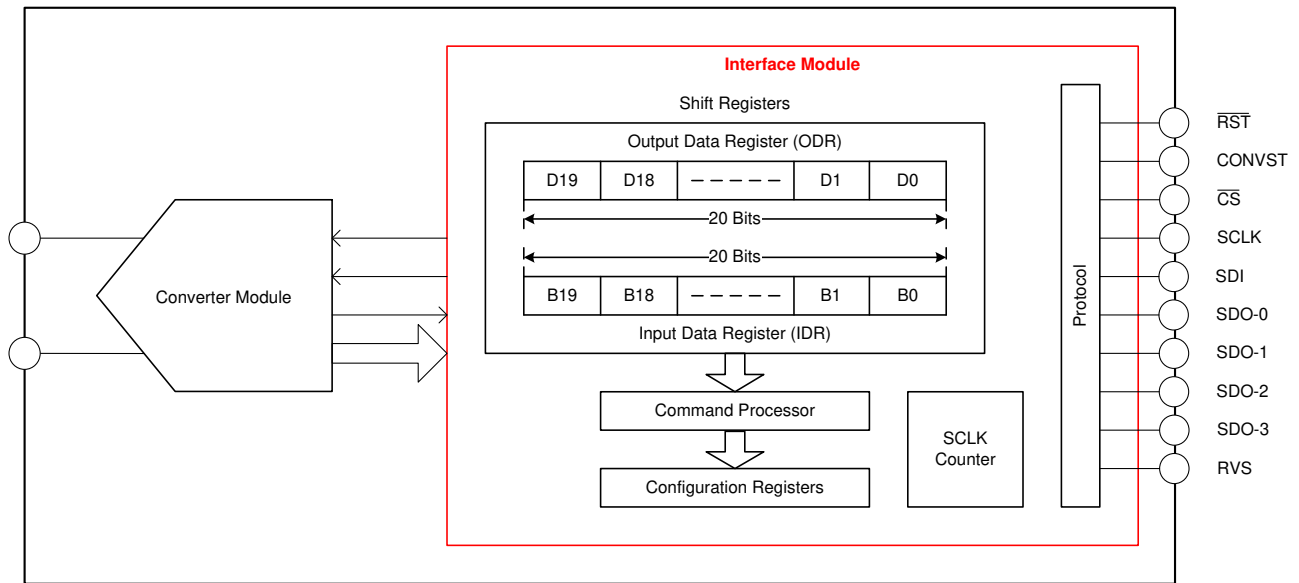 Interface Module
Shift Registers
Output Data Register (ODR)
D19 D18 D1 D0
20 Bits
20 Bits
B19 B18 B1 B0
Input Data Register (IDR)
Command Processor
Configuration Registers
SCLK
Counter
Converter Module
Protocol
R̅S̅T̅
CONVST
C̅S̅
SCLK
SDI
SDO-0
SDO-1
SDO-2
SDO-3
RVS